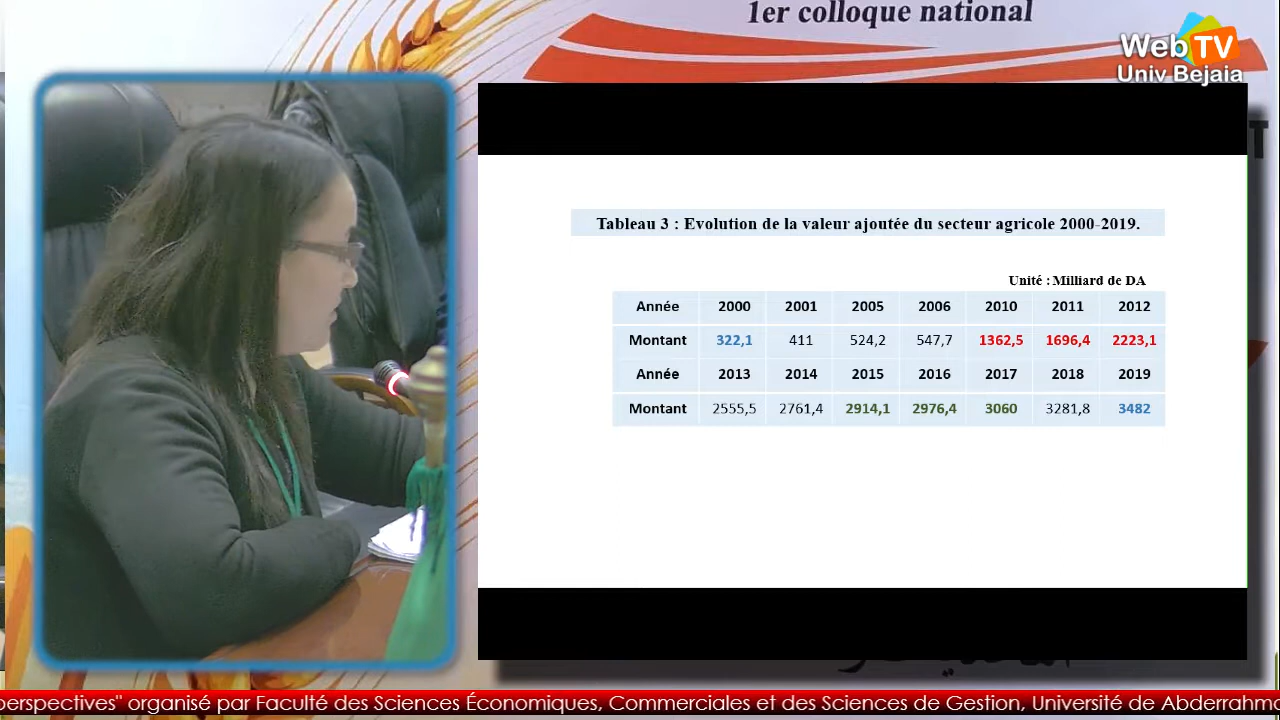 1er colloque national
WebTV
Univ Bejaia
Tableau 3 : Evolution de la valeur ajoutée du secteur agricole 2000-2019.
Unité : Milliard de DA
Année 2000 2001 2005 2006 2010 2011 2012
Montant 322,1 411 524,2 547,7 1362,5 1696,4 2223,1
Année 2013 2014 2015 2016 2017 2018 2019
Montant 2555,5 2761,4 2914,1 2976,4 3060 3281,8 3482
perspectives" organisé par Faculté des Sciences Économiques, Commerciales et des Sciences de Gestion, Université de